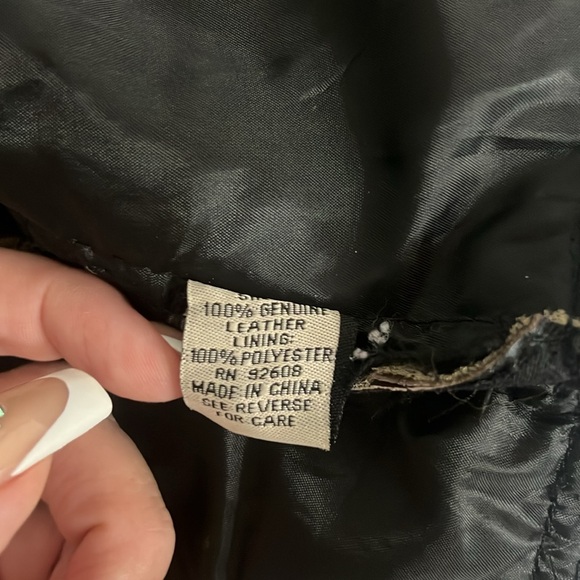 100% GENUINE
LEATHER
LINING:
100% POLYESTER
RN 92608
MADE IN CHINA
SEE REVERSE
FOR CARE